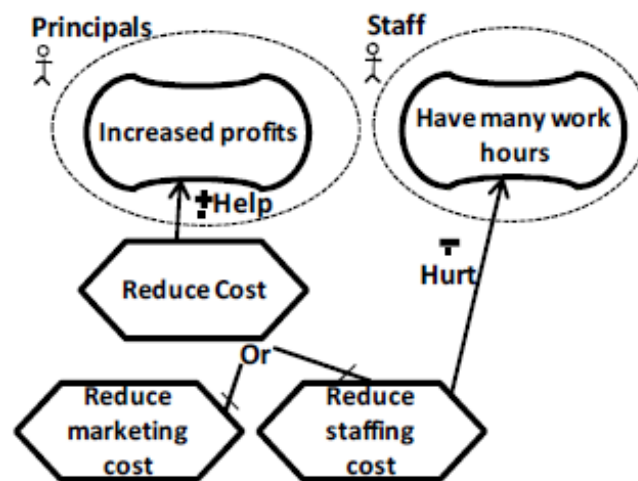 Principals
Staff
Increased profits
Have many work
hours
Help
Hurt
Reduce Cost
Or
Reduce
marketing
cost
Reduce
staffing
cost